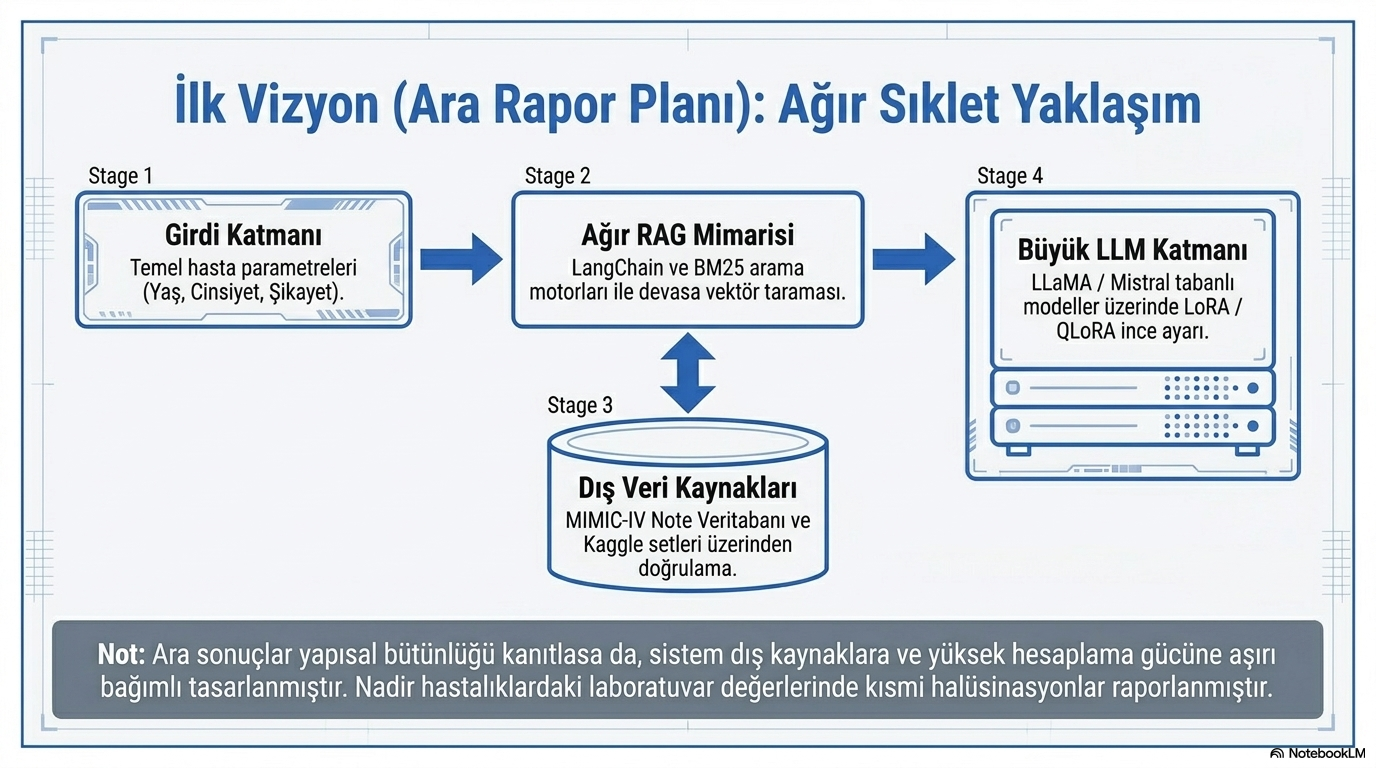 İlk Vizyon (Ara Rapor Planı): Ağır Sıklet Yaklaşım
Stage 1
Girdi Katmanı
Temel hasta parametreleri
(Yaş, Cinsiyet, Şikayet).
Stage 2
Ağır RAG Mimarisi
LangChain ve BM25 arama
motorları ile devasa vektör taraması.
Stage 3
Dış Veri Kaynakları
MIMIC-IV Note Veritabanı ve
Kaggle setleri üzerinden
doğrulama.
Stage 4
Büyük LLM Katmanı
LLaMA / Mistral tabanlı
modeller üzerinde LoRA /
QLoRA ince ayarı.
Not: Ara sonuçlar yapısal bütünlüğü kanıtlasa da, sistem dış kaynaklara ve yüksek hesaplama gücüne aşırı
bağımlı tasarlanmıştır. Nadir hastalıklardaki laboratuvar değerlerinde kısmi halüsinasyonlar raporlanmıştır.
NotebookLM